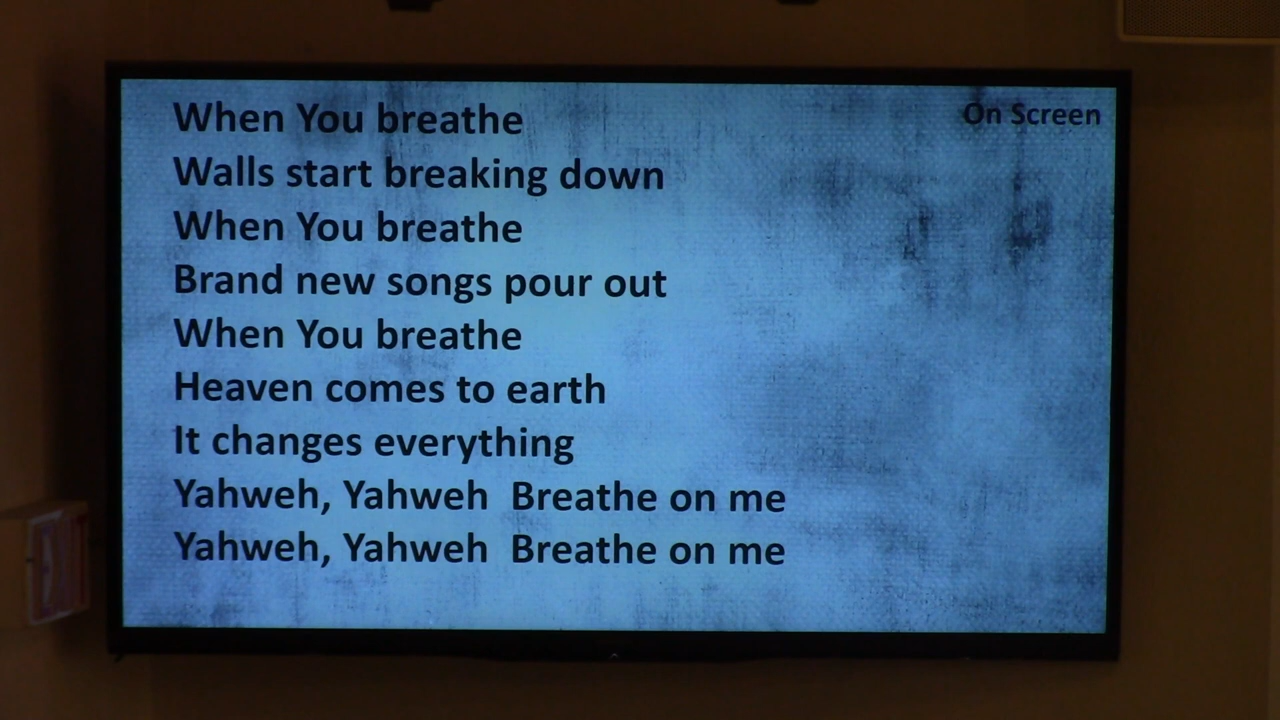 When You breathe
On Screen
Walls start breaking down
When You breathe
Brand new songs pour out
When You breathe
Heaven comes to earth
It changes everything
Yahweh, Yahweh  Breathe on me
Yahweh, Yahweh  Breathe on me